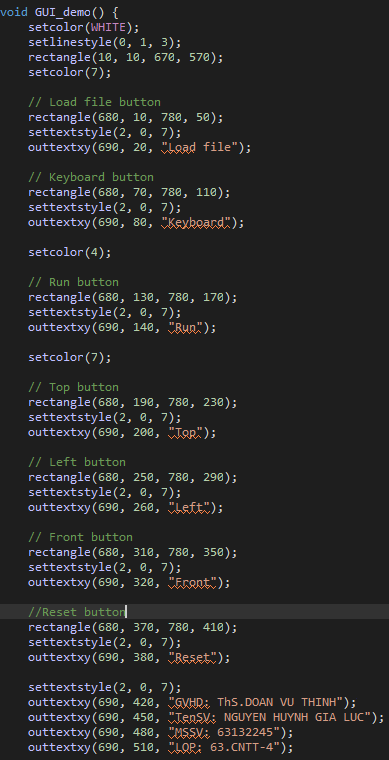 void GUI_demo() {
    setcolor(WHITE);
    setlinestyle(0, 1, 3);
    rectangle(10, 10, 670, 570);
    setcolor(7);

    // Load file button
    rectangle(680, 10, 780, 50);
    settextstyle(2, 0, 7);
    outtextxy(690, 20, "Load file");

    // Keyboard button
    rectangle(680, 70, 780, 110);
    settextstyle(2, 0, 7);
    outtextxy(690, 80, "Keyboard");

    setcolor(4);

    // Run button
    rectangle(680, 130, 780, 170);
    settextstyle(2, 0, 7);
    outtextxy(690, 140, "Run");

    setcolor(7);

    // Top button
    rectangle(680, 190, 780, 230);
    settextstyle(2, 0, 7);
    outtextxy(690, 200, "Top");

    // Left button
    rectangle(680, 250, 780, 290);
    settextstyle(2, 0, 7);
    outtextxy(690, 260, "Left");

    // Front button
    rectangle(680, 310, 780, 350);
    settextstyle(2, 0, 7);
    outtextxy(690, 320, "Front");

    //Reset button
    rectangle(680, 370, 780, 410);
    settextstyle(2, 0, 7);
    outtextxy(690, 380, "Reset");

    settextstyle(2, 0, 7);
    outtextxy(690, 420, "GVHD: ThS.DOAN VU THINH");
    outtextxy(690, 450, "TenSV: NGUYEN HUYNH GIA LUC");
    outtextxy(690, 480, "MSSV: 63132245");
    outtextxy(690, 510, "LOP: 63.CNTT-4");